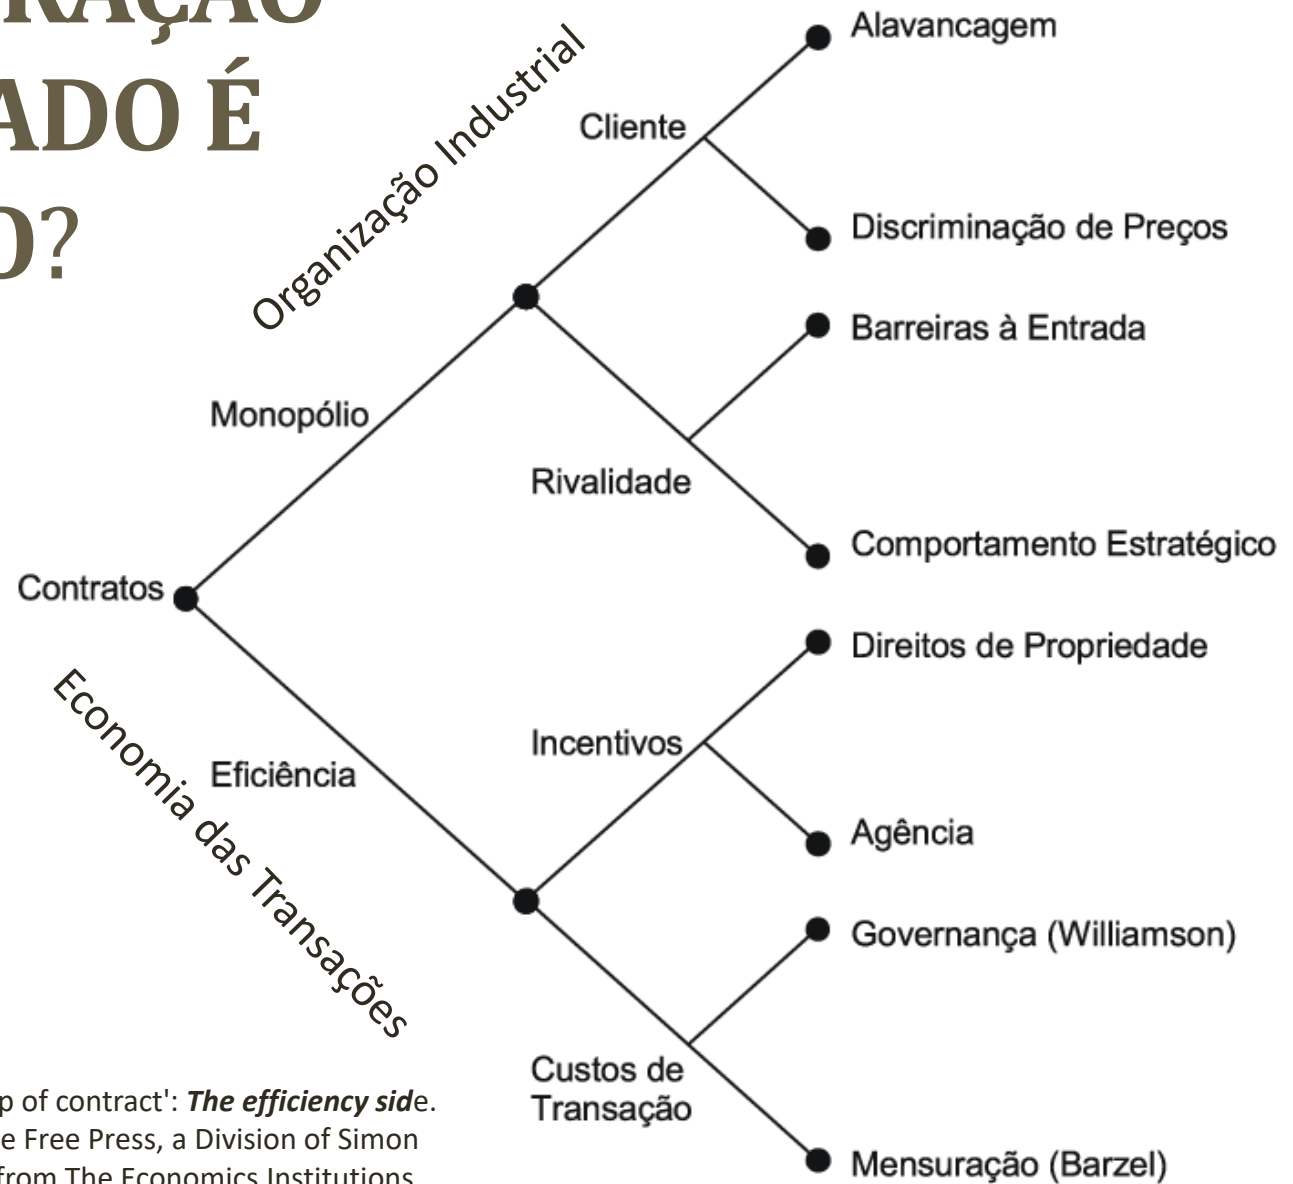 ADO É
O?
Organização Industrial
Alavancagem
Cliente
Discriminação de Preços
Barreiras à Entrada
Monopólio
Rivalidade
Comportamento Estratégico
Contratos
Direitos de Propriedade
Economia das Transações
Incentivos
Eficiência
Agência
Governança (Williamson)
Custos de
Transação
Mensuração (Barzel)
p of contract': The efficiency side.
e Free Press, a Division of Simon
from The Economics Institutions